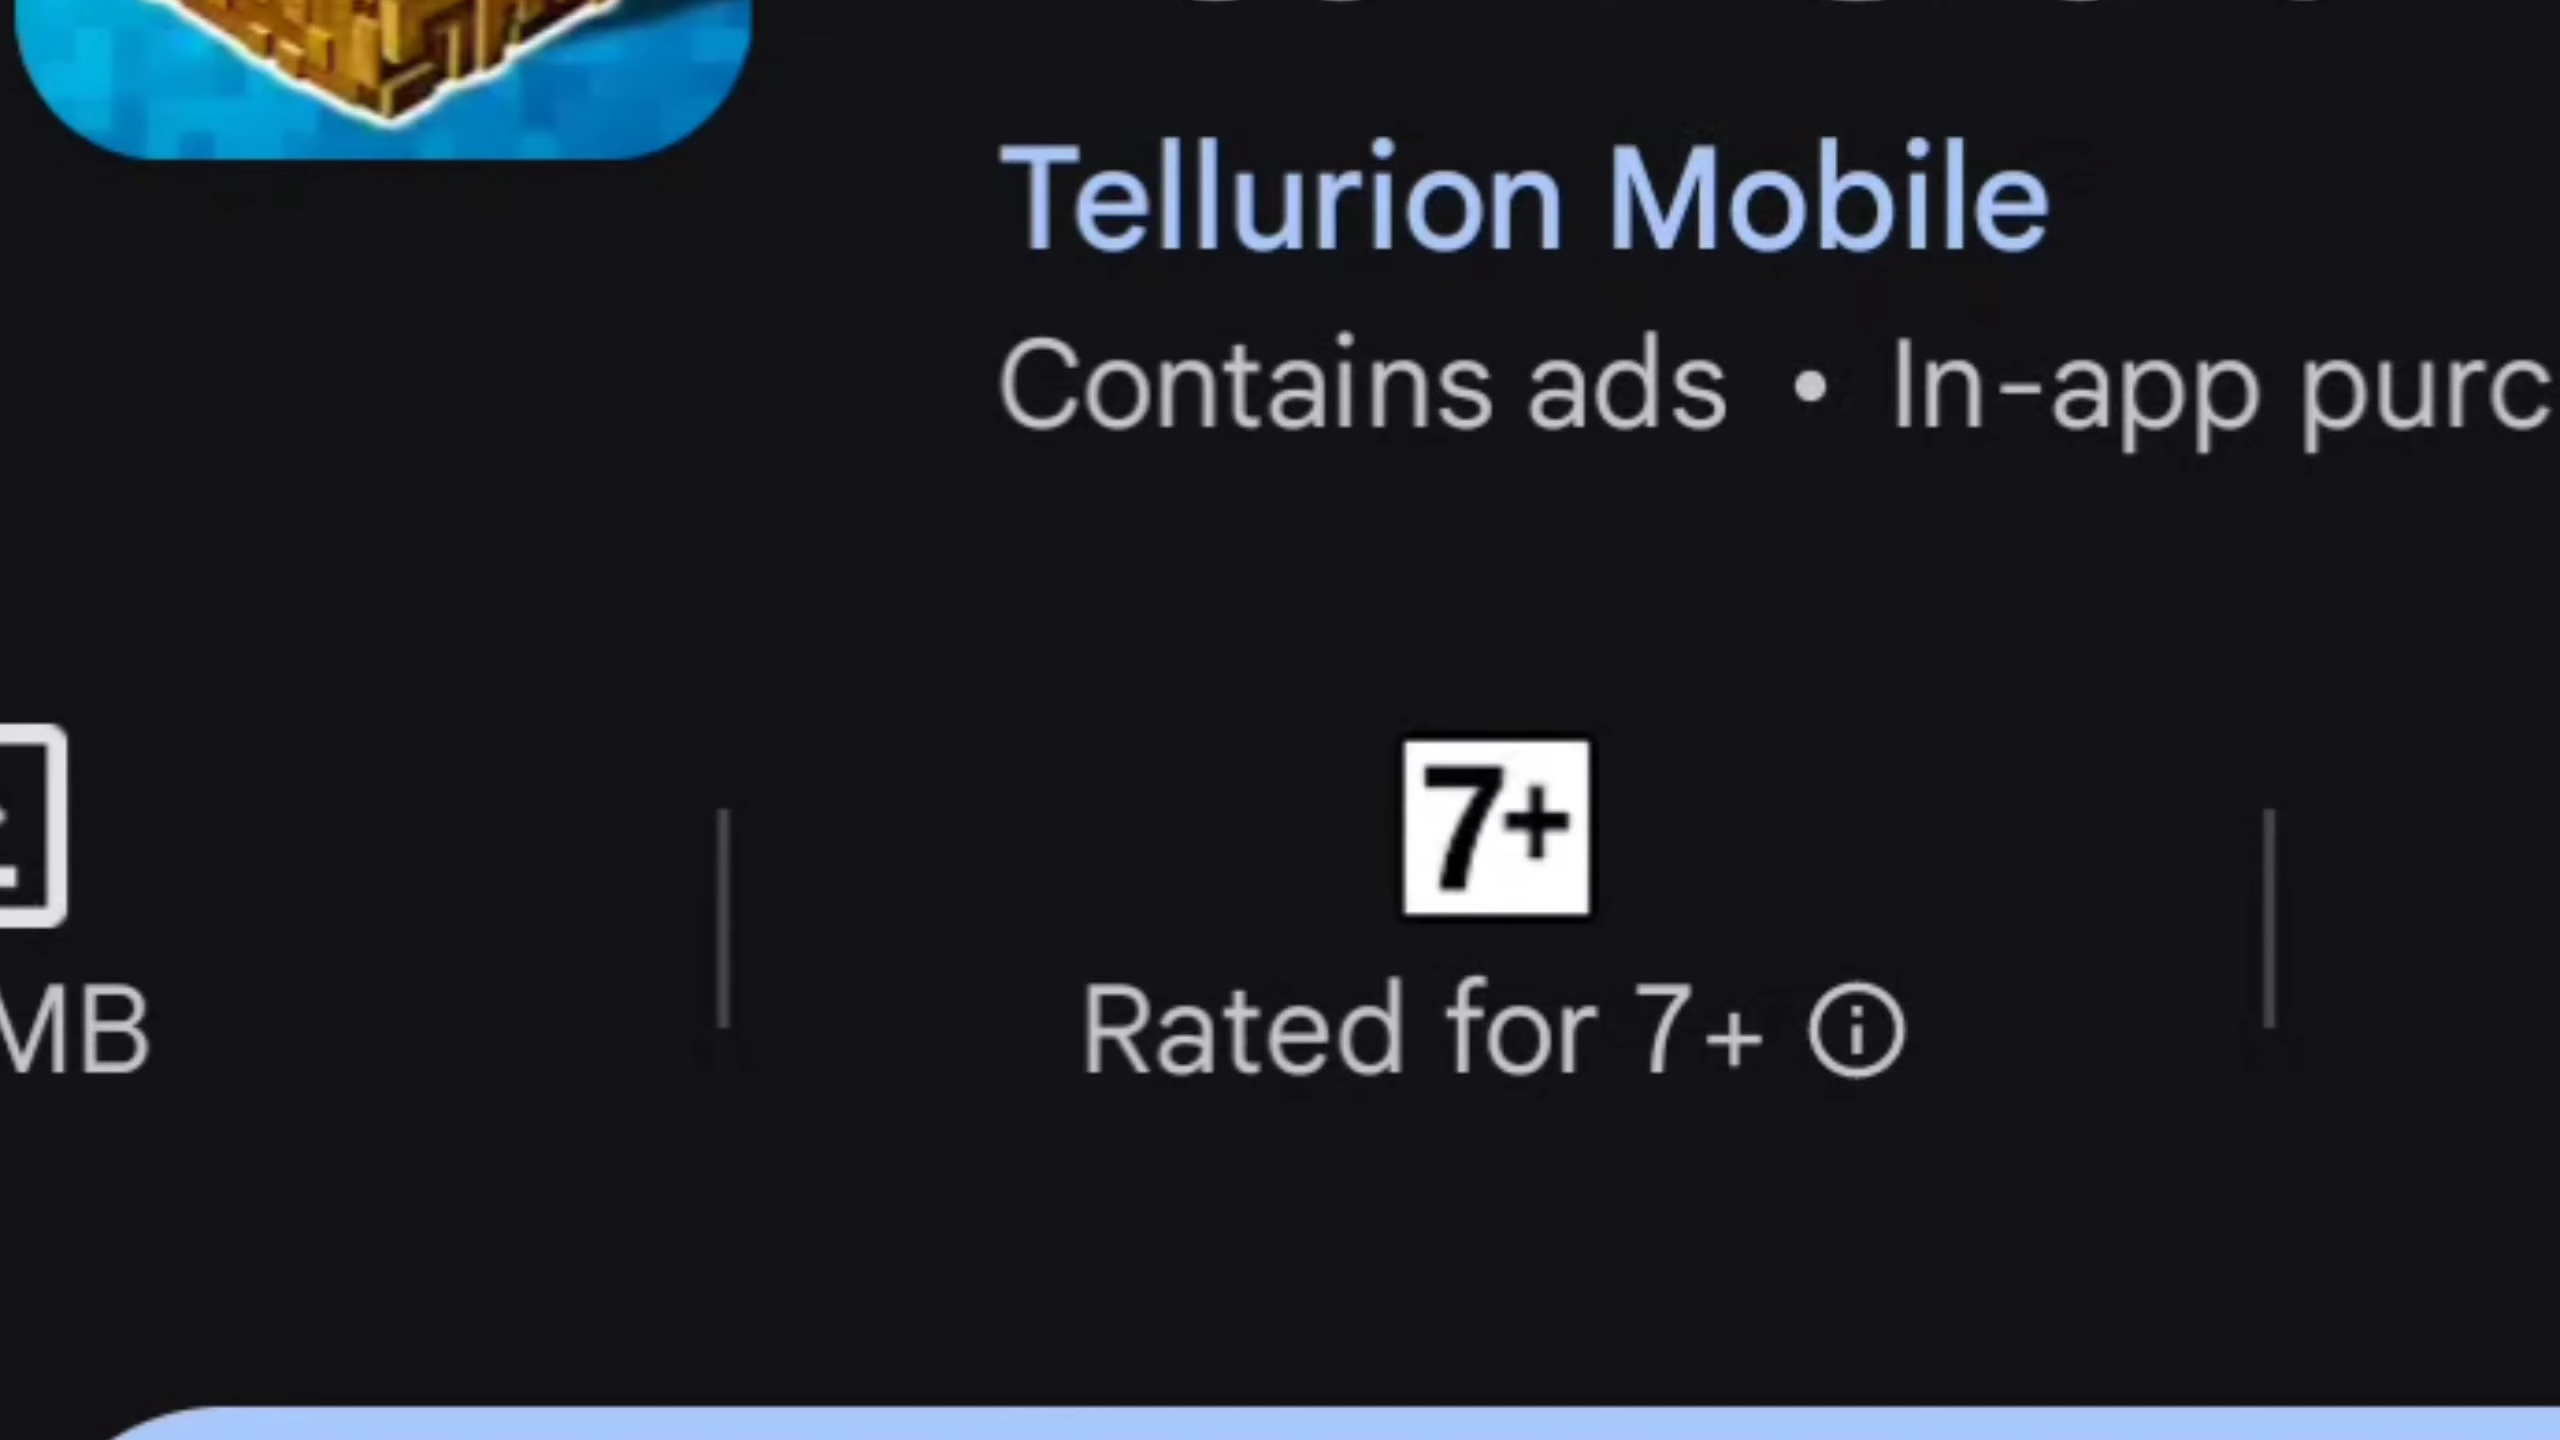 Tellurion Mobile
Contains ads • In-app purc
7+
MB
Rated for 7+